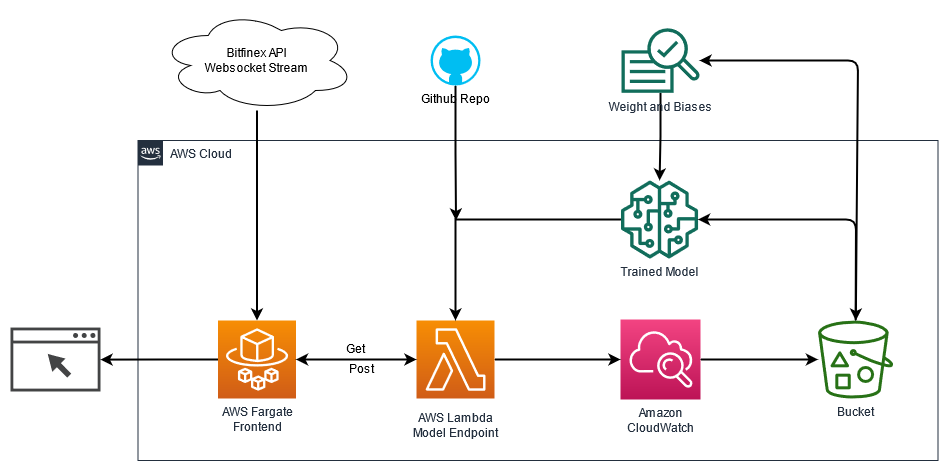 Bitfinex API
Websocket Stream
Github Repo
Weight and Biases
aws
AWS Cloud
Trained Model
Get
Post
AWS Fargate
Frontend
AWS Lambda
Model Endpoint
Amazon
CloudWatch
Bucket